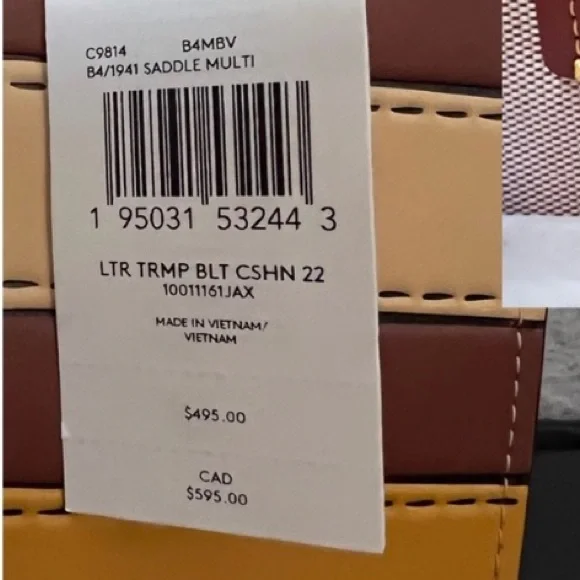 C9814 B4MBV
B4/1941 SADDLE MULTI
1 95031 53244 3
LTR TRMP BLT CSHN 22
10011161JAX
MADE IN VIETNAM/
VIETNAM
$495.00
CAD
$595.00